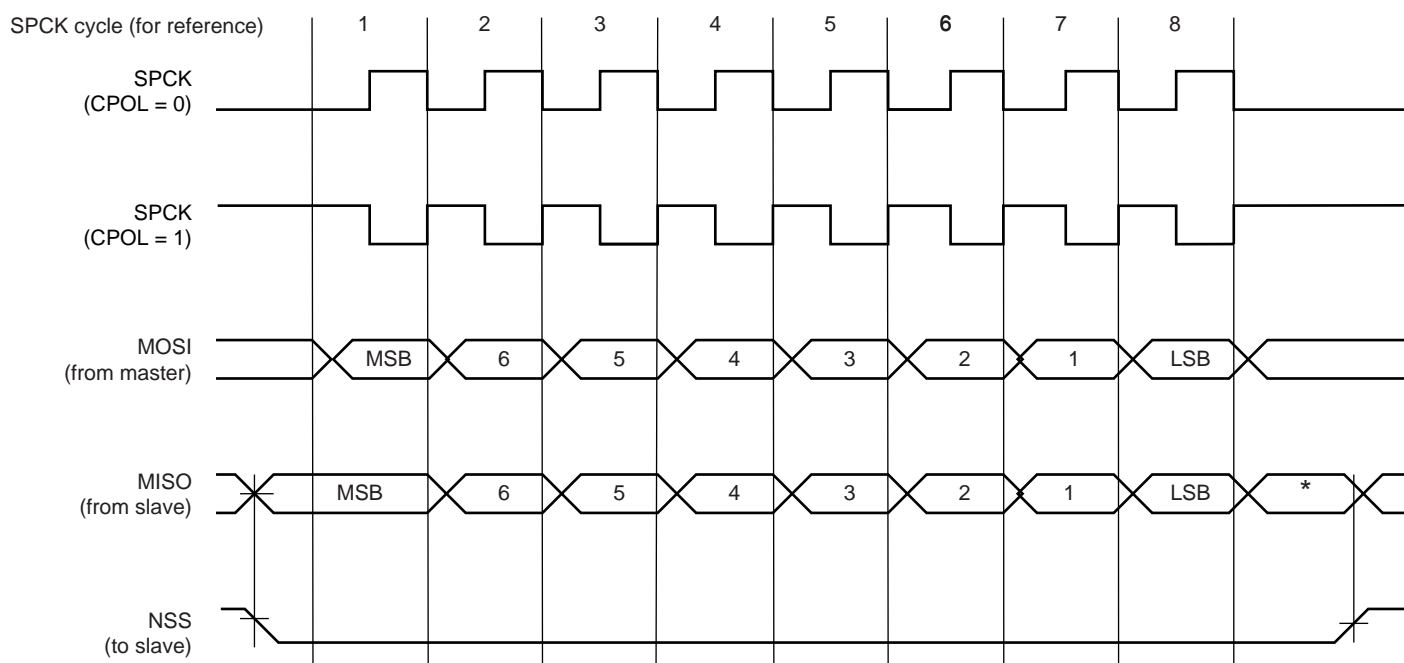 SPCK cycle (for reference) 1 2 3 4 5 6 7 8
SPCK
(CPOL = 0)
SPCK
(CPOL = 1)
MOSI
(from master)
MSB 6 5 4 3 2 1 LSB
MISO
(from slave)
MSB 6 5 4 3 2 1 LSB *
NSS
(to slave)